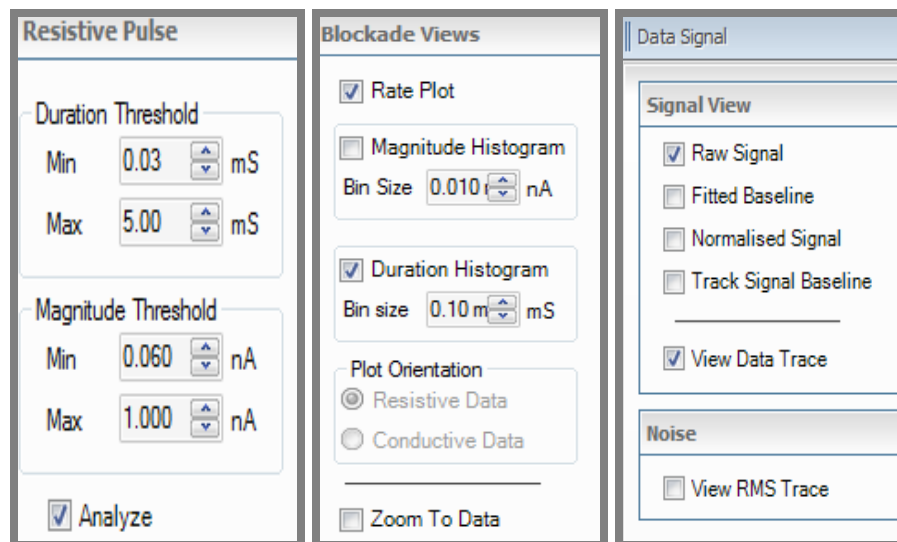 Resistive Pulse
Duration Threshold
Min 0.03 mS
Max 5.00 mS
Magnitude Threshold
Min 0.060 nA
Max 1.000 nA
Analyze
Blockade Views
Rate Plot
Magnitude Histogram
Bin Size 0.010 nA
Duration Histogram
Bin size 0.10 m mS
Plot Orientation
Resistive Data
Conductive Data
Zoom To Data
Data Signal
Signal View
Raw Signal
Fitted Baseline
Normalised Signal
Track Signal Baseline
View Data Trace
Noise
View RMS Trace